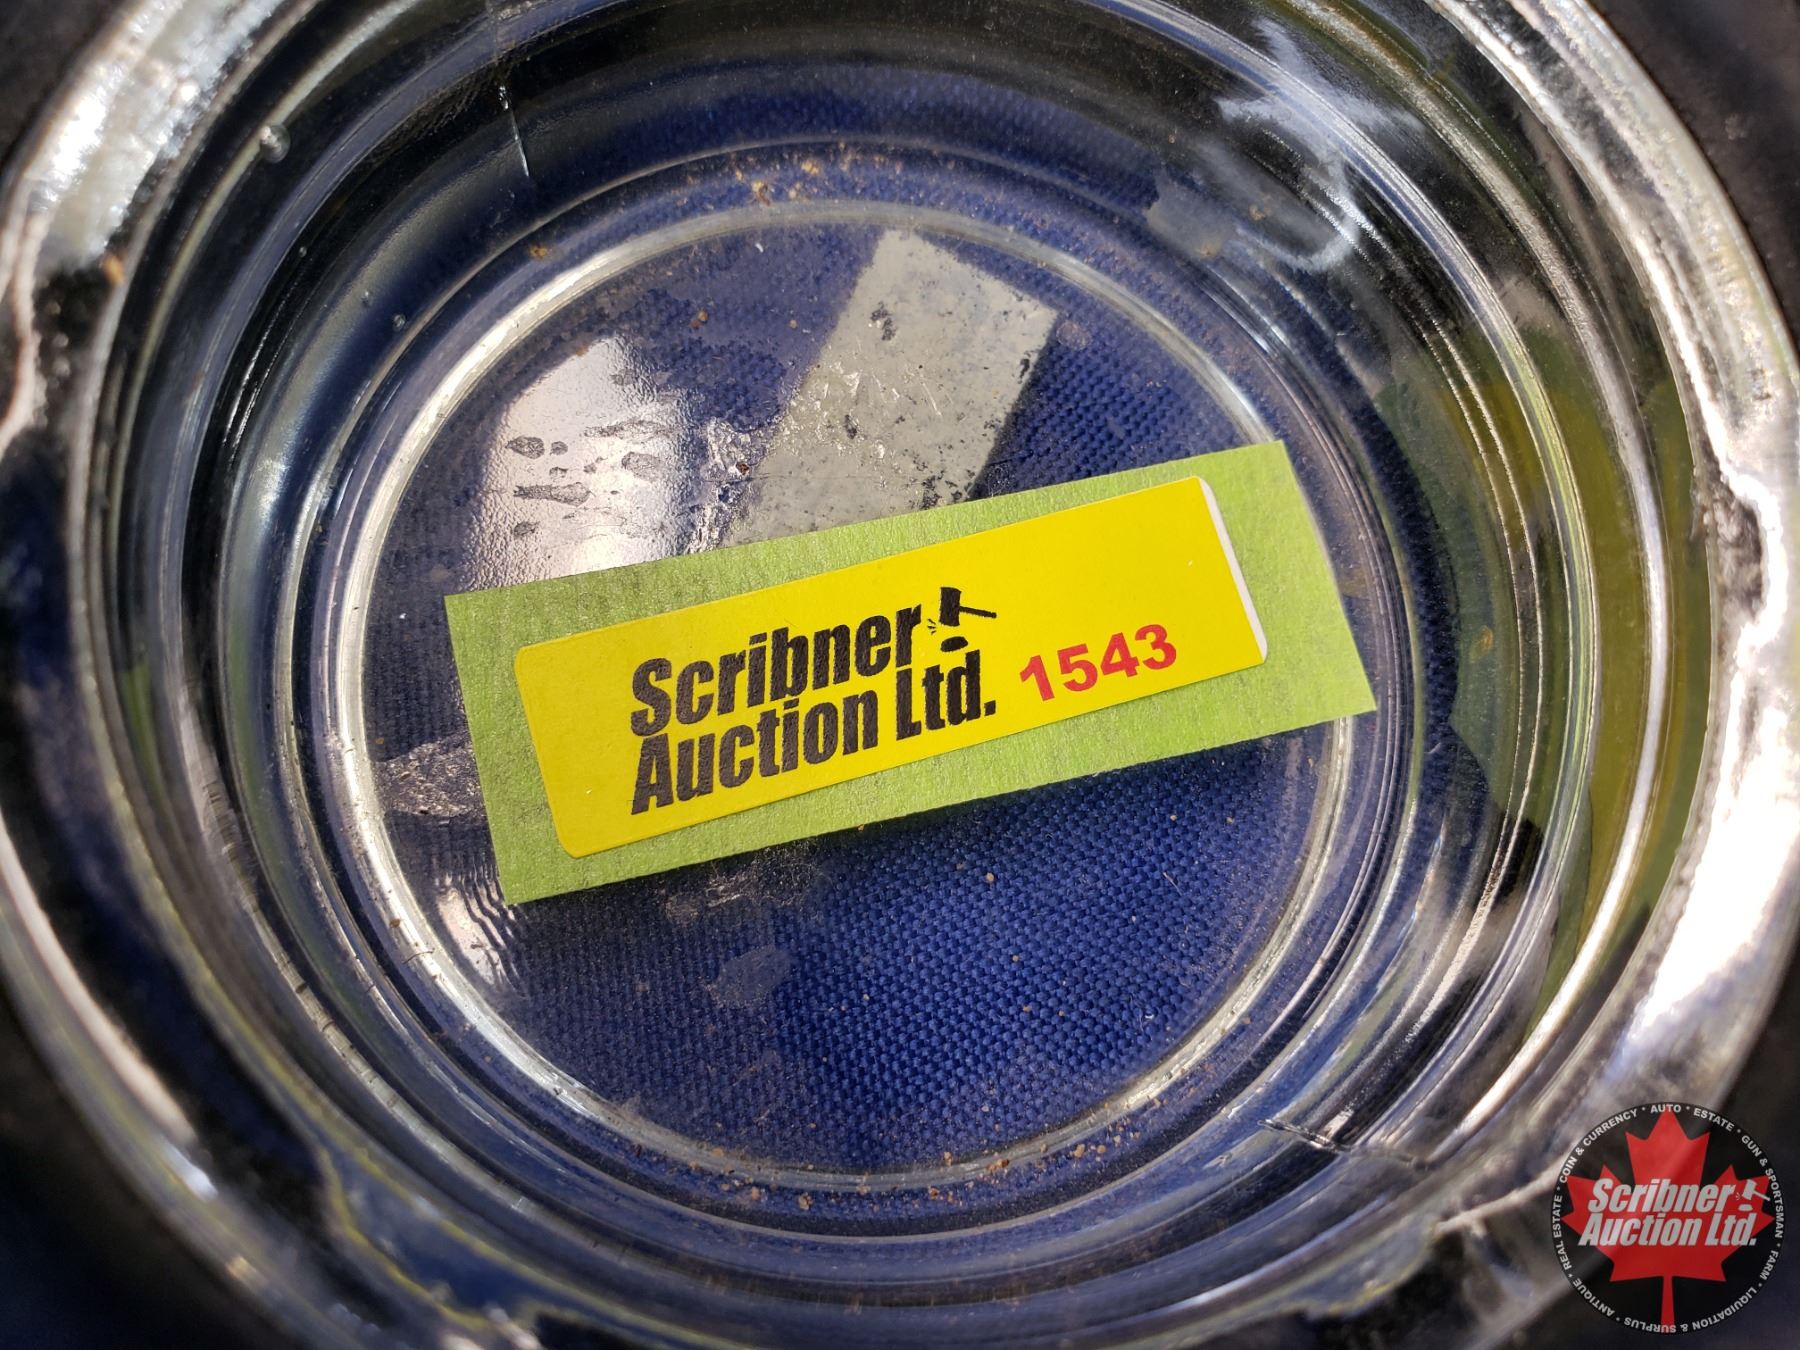 Scribner
Auction Ltd.
1543
COIN & CURRENCY * AUTO * ESTATE * GUN & SPORTSMAN * FARM * LIQUIDATION & SURPLUS * ANTIQUE * REAL ESTATE *
Scribner
Auction Ltd.